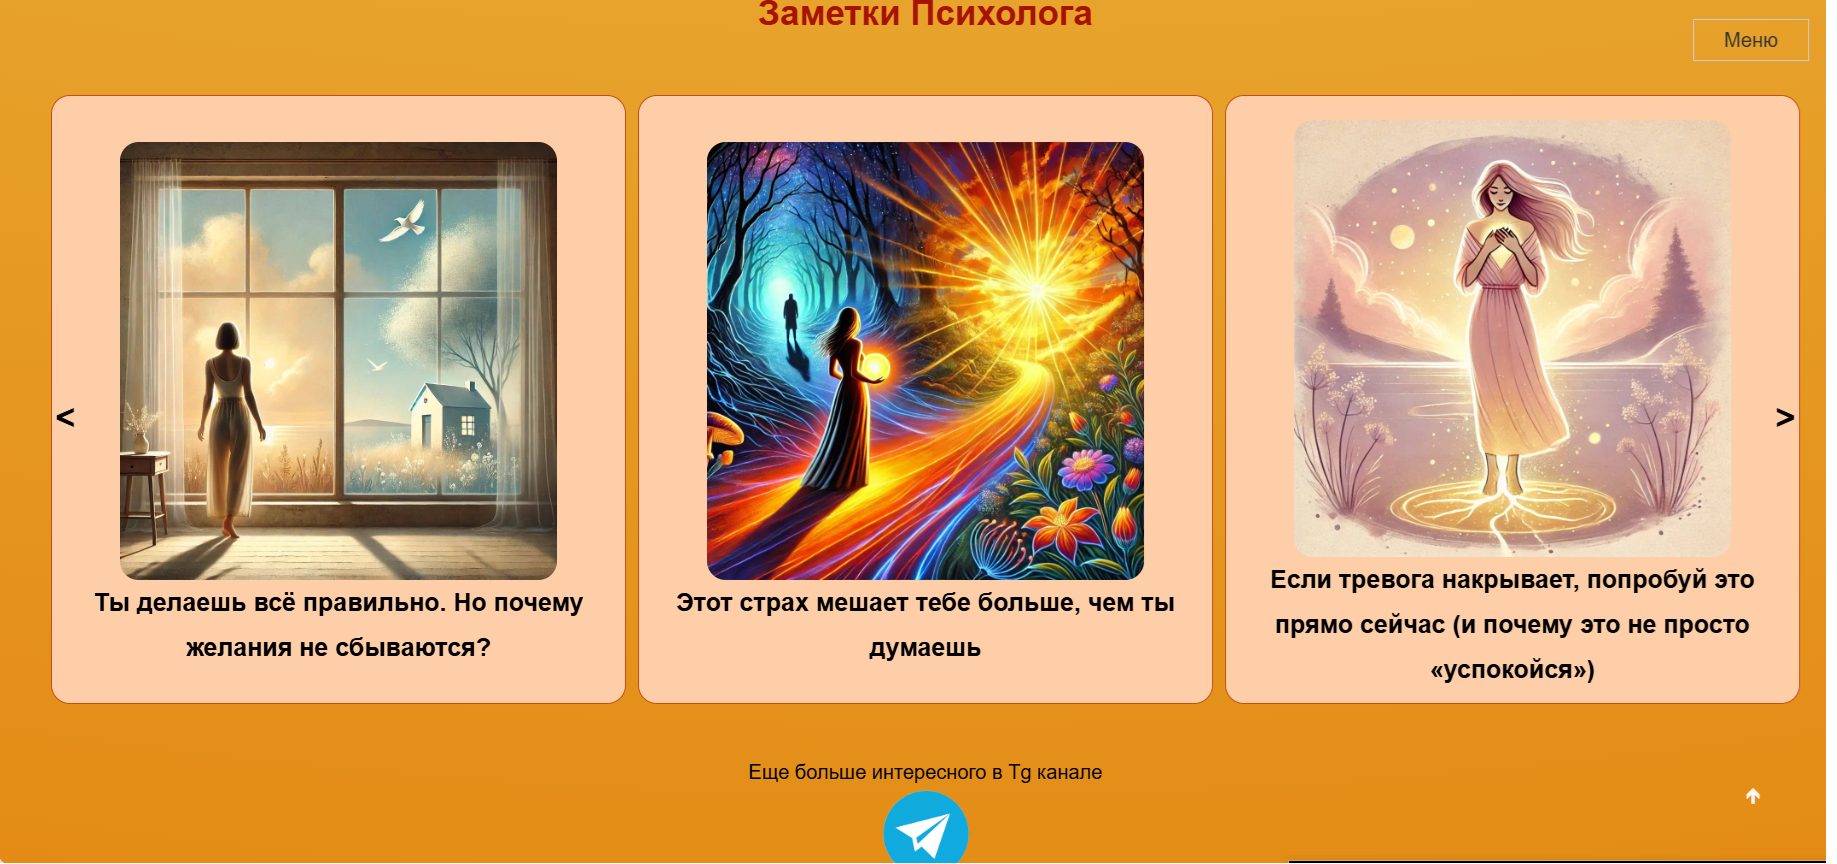 Заметки Психолога
Меню
<
Ты делаешь всё правильно. Но почему
желания не сбываются?
Этот страх мешает тебе больше, чем ты
думаешь
Если тревога накрывает, попробуй это
прямо сейчас (и почему это не просто
«успокойся»)
>
Еще больше интересного в Tg канале